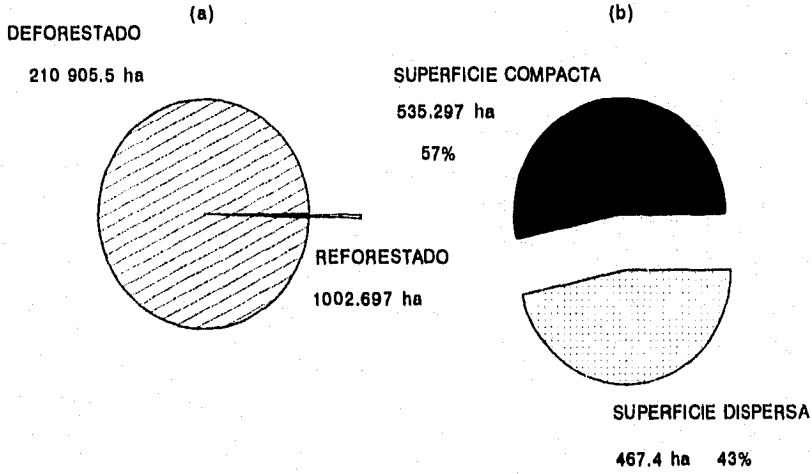 (a)
DEFORESTADO
210 905.5 ha
REFORESTADO
1002.697 ha
(b)
SUPERFICIE COMPACTA
535.297 ha
57%
SUPERFICIE DISPERSA
467.4 ha 43%